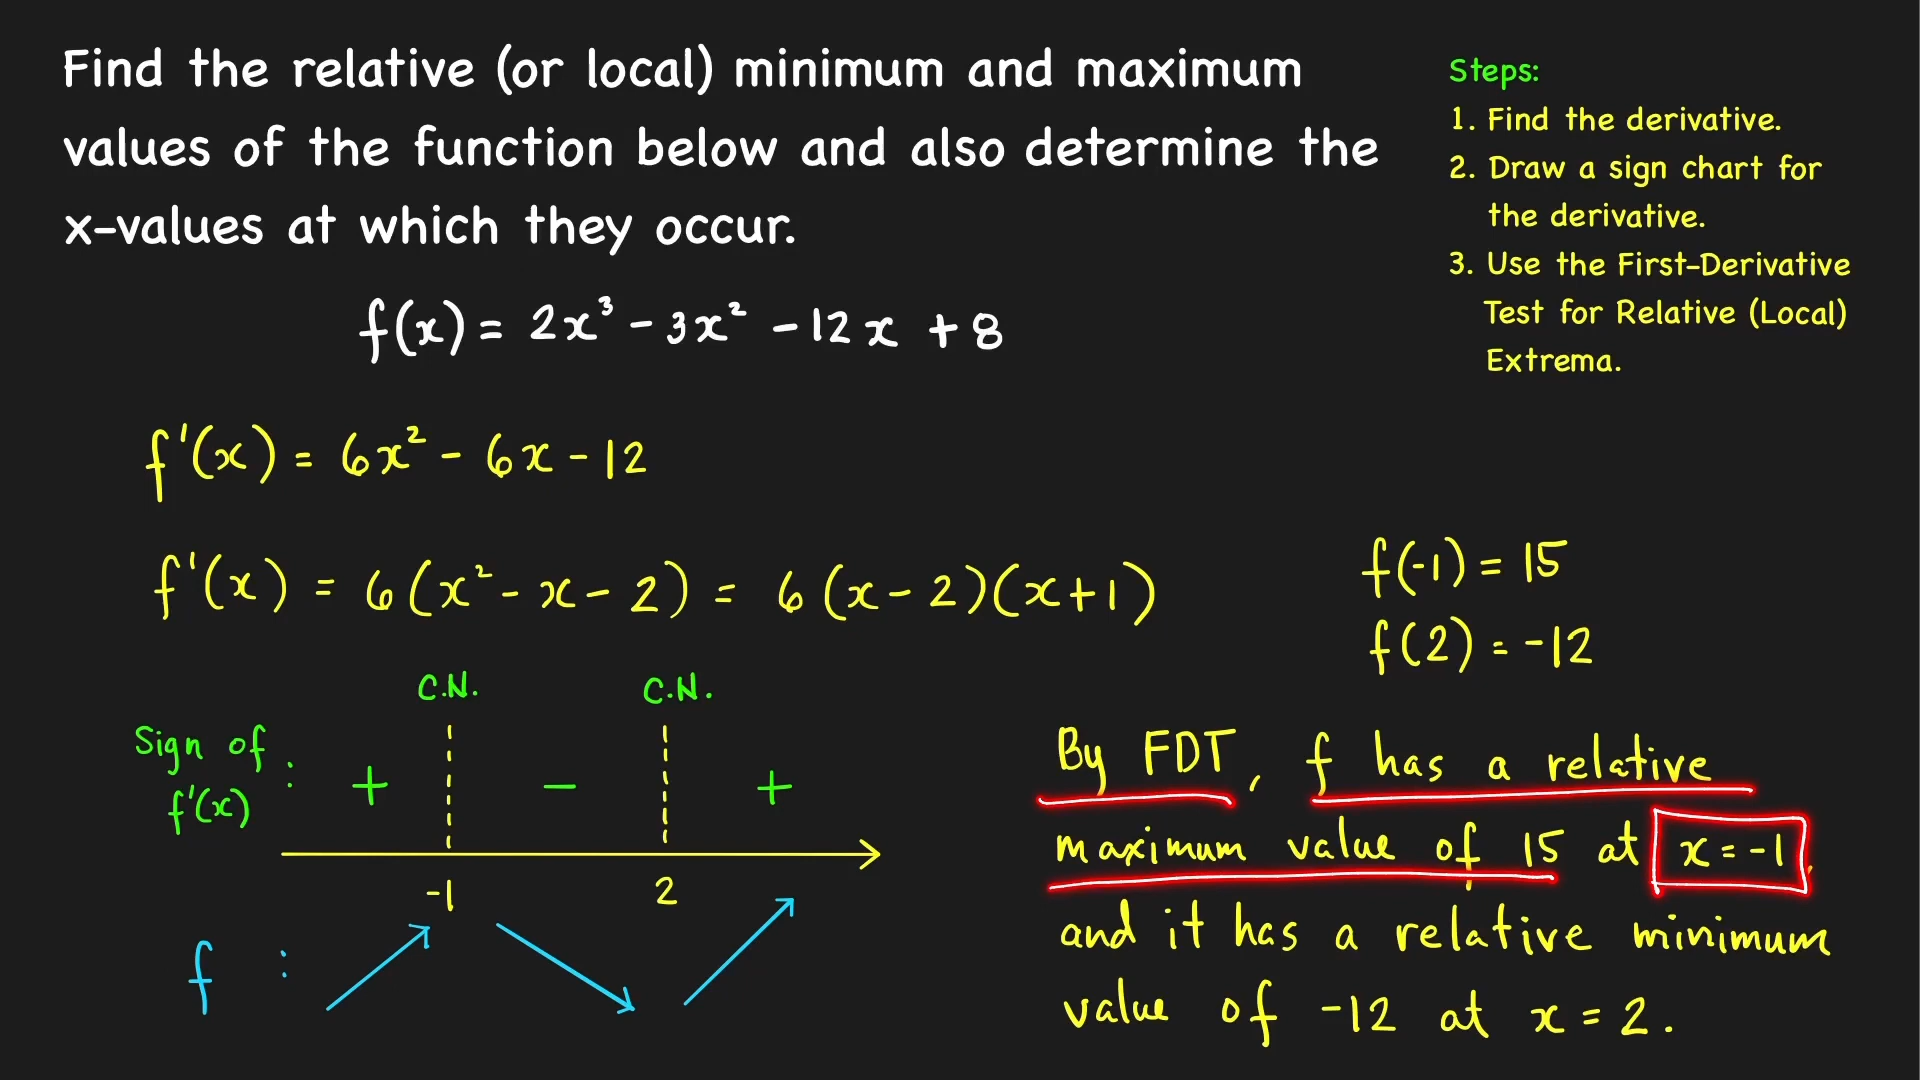 Find the relative (or local) minimum and maximum
values of the function below and also determine the
x-values at which they occur.
f(x) = 2x³ - 3x² - 12x + 8
Steps:
1. Find the derivative.
2. Draw a sign chart for
the derivative.
3. Use the First-Derivative
Test for Relative (Local)
Extrema.
f'(x) = 6x² - 6x - 12
f'(x) = 6(x² - x - 2) = 6(x - 2)(x + 1)
C.N. C.N.
Sign of
f'(x) : + - +
-1 2
f :
f(-1) = 15
f(2) = -12
By FDT, f has a relative
maximum value of 15 at x = -1,
and it has a relative minimum
value of -12 at x = 2.